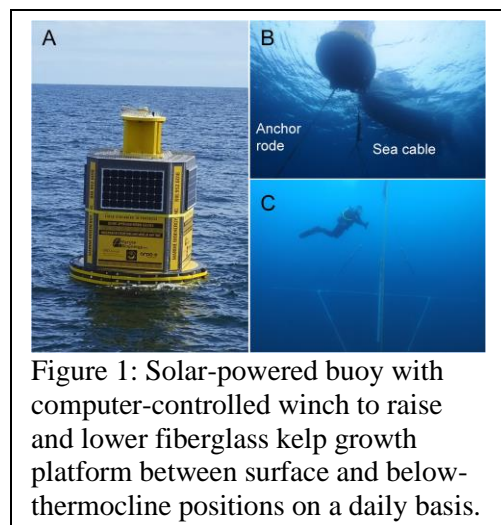 A
B
Anchor
rode
Sea cable
C
Figure 1: Solar-powered buoy with
computer-controlled winch to raise
and lower fiberglass kelp growth
platform between surface and below-
thermocline positions on a daily basis.